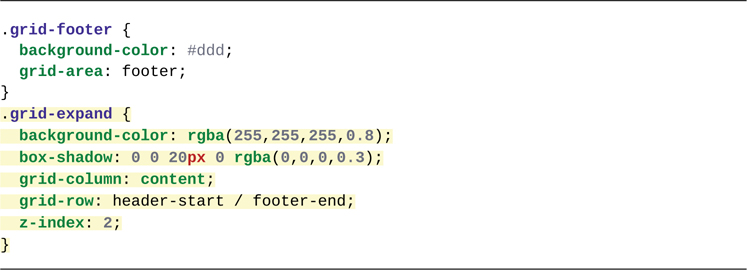 .grid-footer {
  background-color: #ddd;
  grid-area: footer;
}
.grid-expand {
  background-color: rgba(255,255,255,0.8);
  box-shadow: 0 0 20px 0 rgba(0,0,0,0.3);
  grid-column: content;
  grid-row: header-start / footer-end;
  z-index: 2;
}